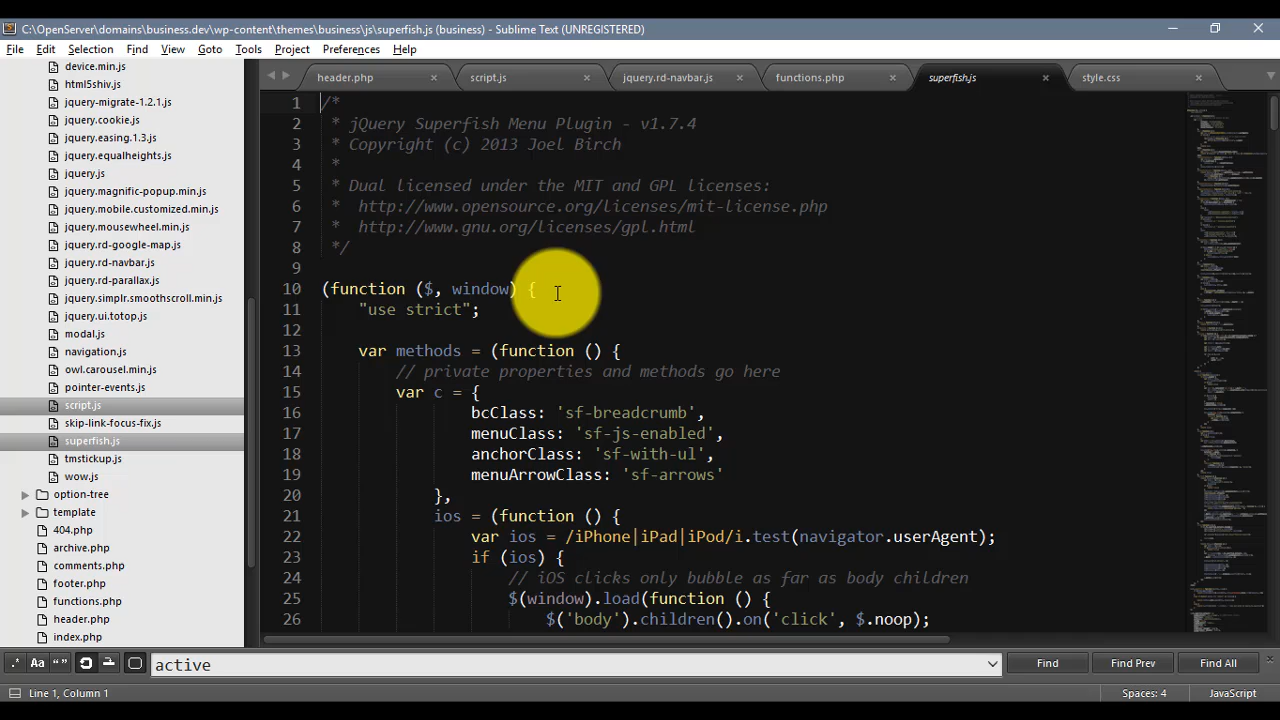 C:\OpenServer\domains\business.dev\wp-content\themes\business\js\superfish.js (business) - Sublime Text (UNREGISTERED)
File Edit Selection Find View Goto Tools Project Preferences Help
device.min.js
html5shiv.js
jquery-migrate-1.2.1.js
jquery.cookie.js
jquery.easing.1.3.js
jquery.equalheights.js
jquery.js
jquery.magnific-popup.min.js
jquery.mobile.customized.min.js
jquery.mousewheel.min.js
jquery.rd-google-map.js
jquery.rd-navbar.js
jquery.rd-parallax.js
jquery.simplr.smoothscroll.min.js
jquery.ui.totop.js
modal.js
navigation.js
owl.carousel.min.js
pointer-events.js
script.js
skip-link-focus-fix.js
superfish.js
tmstickup.js
wow.js
option-tree
template
404.php
archive.php
comments.php
footer.php
functions.php
header.php
index.php
header.php script.js jquery.rd-navbar.js functions.php superfish.js style.css
1 /*
2 * jQuery Superfish Menu Plugin - v1.7.4
3 * Copyright (c) 2013 Joel Birch
4 *
5 * Dual licensed under the MIT and GPL licenses:
6 * http://www.opensource.org/licenses/mit-license.php
7 * http://www.gnu.org/licenses/gpl.html
8 */
9
10 (function ($, window) {
11 "use strict";
12
13 var methods = (function () {
14 // private properties and methods go here
15 var c = {
16 bcClass: 'sf-breadcrumb',
17 menuClass: 'sf-js-enabled',
18 anchorClass: 'sf-with-ul',
19 menuArrowClass: 'sf-arrows'
20 },
21 ios = (function () {
22 var ios = /iPhone|iPad|iPod/i.test(navigator.userAgent);
23 if (ios) {
24 // iOS clicks only bubble as far as body children
25 $(window).load(function () {
26 $('body').children().on('click', $.noop);
.* Aa “” active Find Find Prev Find All
Line 1, Column 1 Spaces: 4 JavaScript